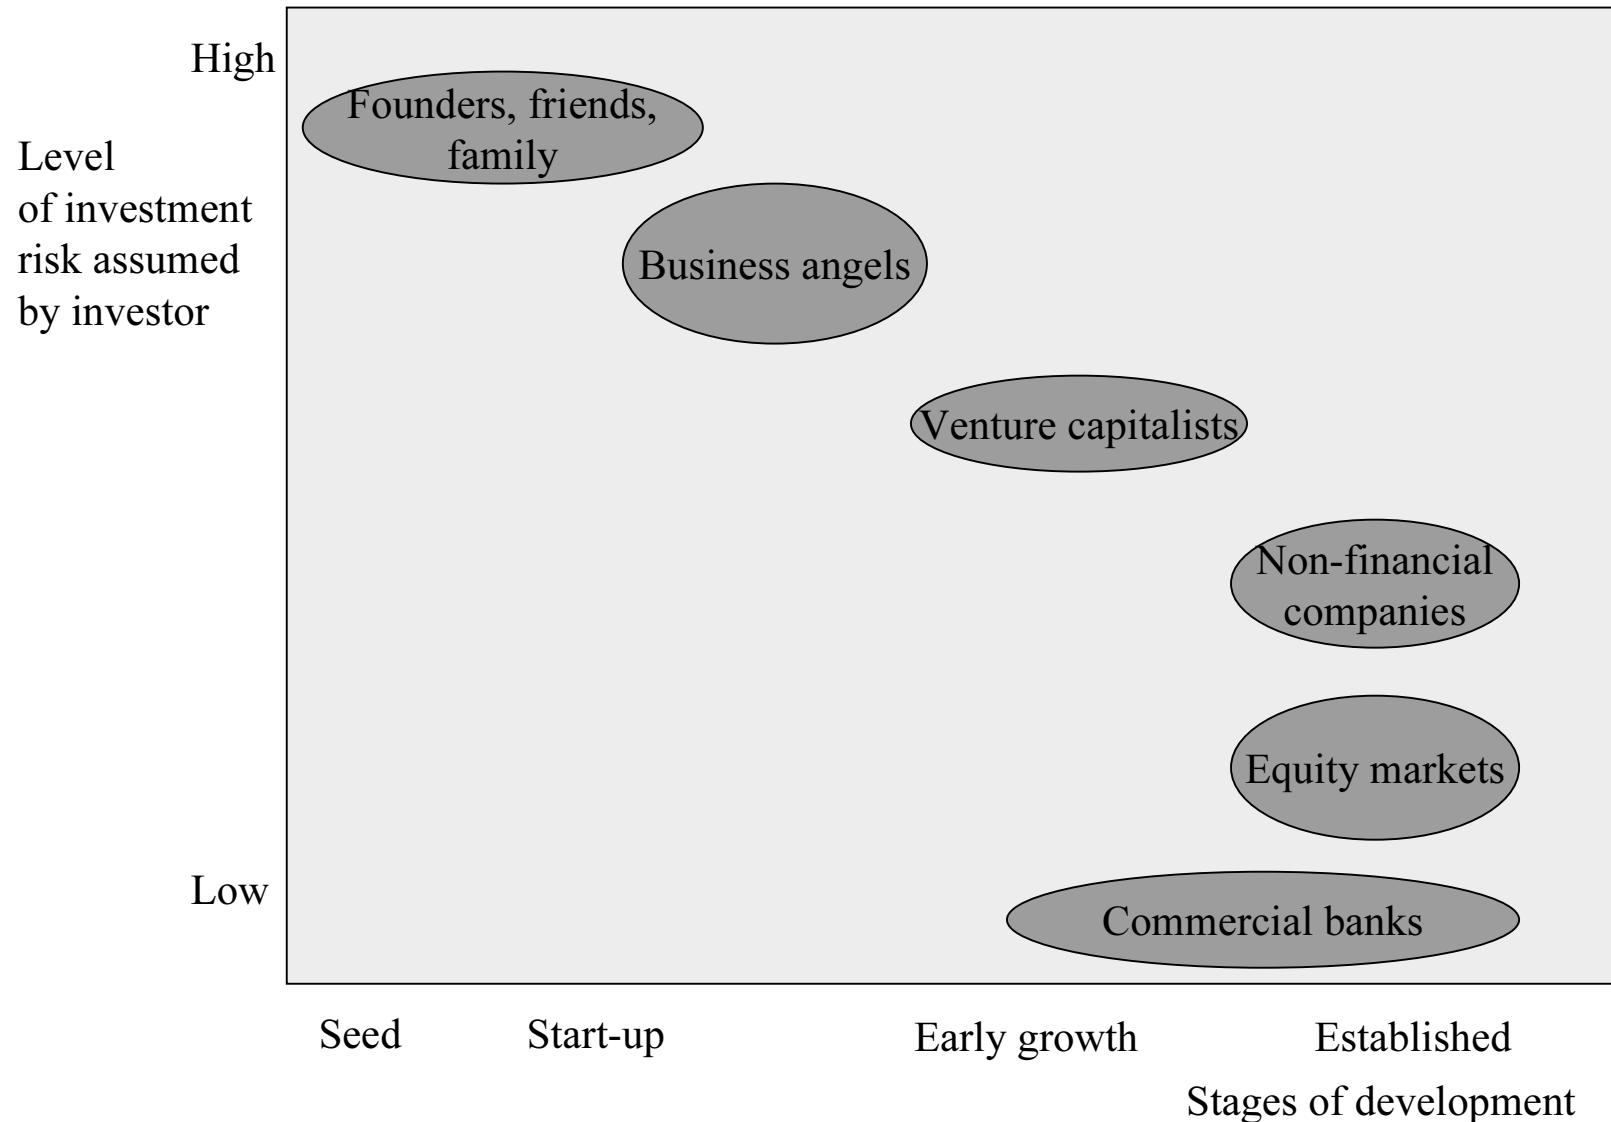 High
Founders, friends,
family
Level
of investment
risk assumed
by investor
Business angels
Venture capitalists
Non-financial
companies
Equity markets
Low
Commercial banks
Seed
Start-up
Early growth
Established
Stages of development